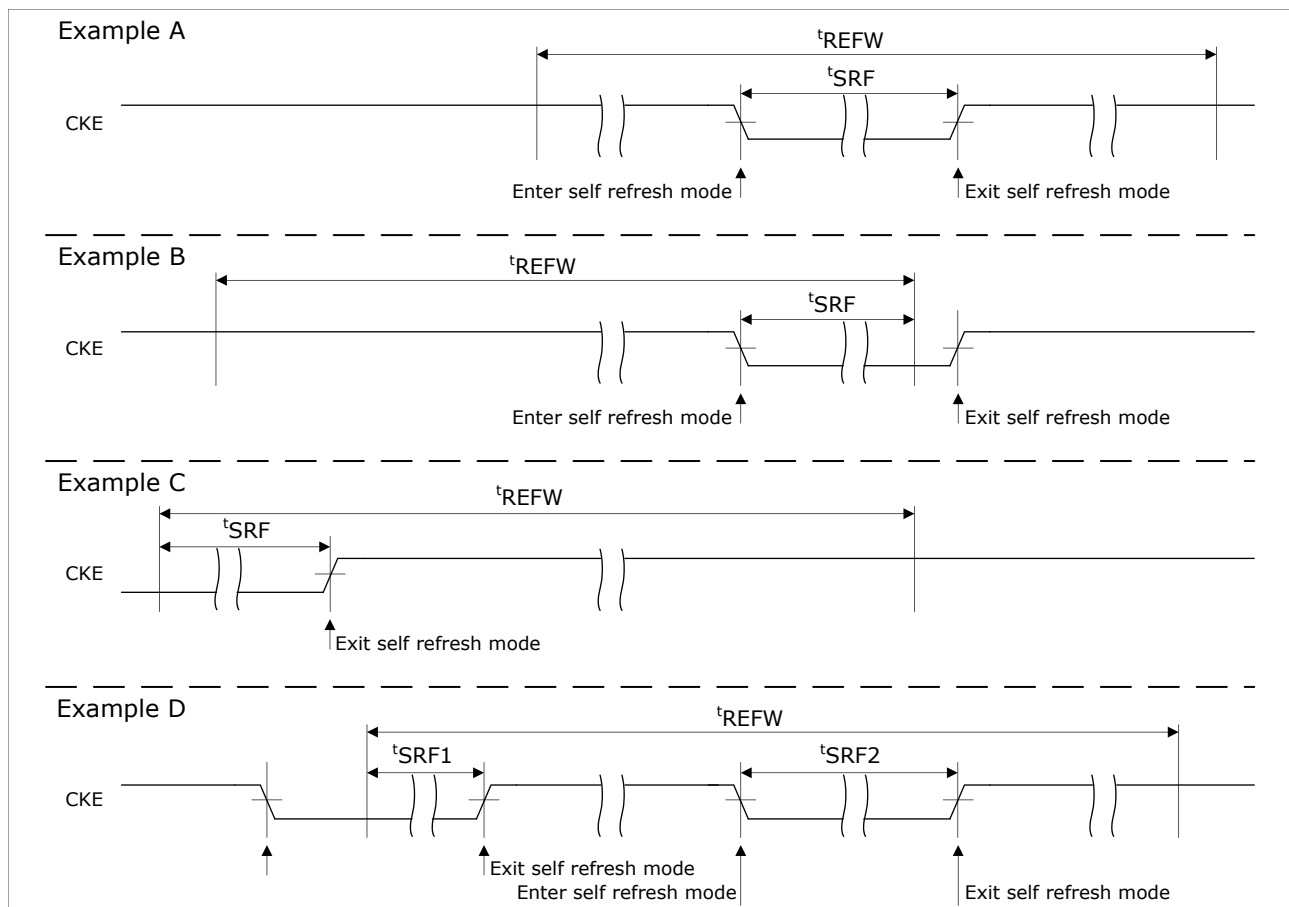 Example A
tREFW
tSRF
CKE
Enter self refresh mode
Exit self refresh mode
Example B
tREFW
tSRF
CKE
Enter self refresh mode
Exit self refresh mode
Example C
tREFW
tSRF
CKE
Exit self refresh mode
Example D
tREFW
tSRF1
tSRF2
CKE
Exit self refresh mode
Enter self refresh mode
Exit self refresh mode